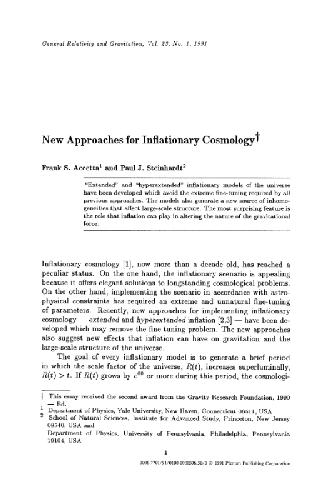 General Relativity and Gravitation, Vol. 23, No. 1, 1991
New Approaches for Inflationary Cosmology†
Frank S. Accetta¹ and Paul J. Steinhardt²
"Extended" and "hyperextended" inflationary models of the universe
have been developed which avoid the extreme fine-tuning required by all
previous approaches. The models also generate a new source of inhomo-
geneities that affect large-scale structure. The most surprising feature is
the role that inflation can play in altering the nature of the gravitational
force.
Inflationary cosmology [1], now more than a decade old, has reached a
peculiar status. On the one hand, the inflationary scenario is appealing
because it offers elegant solutions to longstanding cosmological problems.
On the other hand, implementing the scenario in accordance with astro-
physical constraints has required an extreme and unnatural fine-tuning
of parameters. Recently, new approaches for implementing inflationary
cosmology — extended and hyperextended inflation [2,3] — have been de-
veloped which may remove the fine tuning problem. The new approaches
also suggest new effects that inflation can have on gravitation and the
large-scale structure of the universe.
The goal of every inflationary model is to generate a brief period
in which the scale factor of the universe, R(t), increases superluminally,
R(t) > t. If R(t) grows by e⁶⁰ or more during this period, the cosmologi-
† This essay received the second award from the Gravity Research Foundation, 1990
— Ed.
¹ Department of Physics, Yale University, New Haven, Connecticut 06511, USA
² School of Natural Sciences, Institute for Advanced Study, Princeton, New Jersey
08540, USA and
Department of Physics, University of Pennsylvania, Philadelphia, Pennsylvania
19104, USA
1
© 1991 Plenum Publishing Corporation